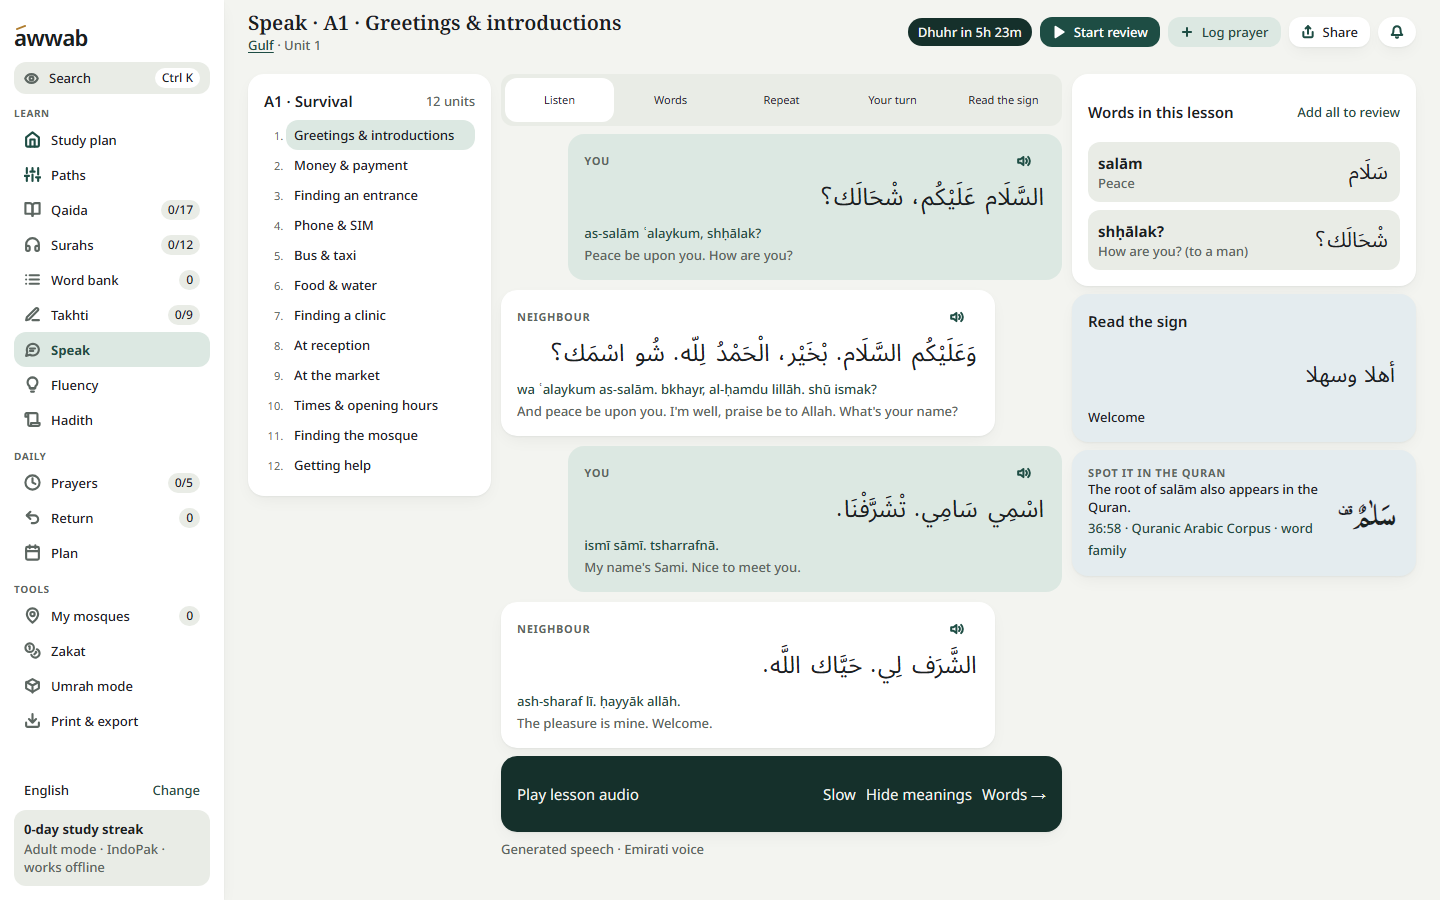 awwab
Search Ctrl K
LEARN
Study plan
Paths
Qaida 0/17
Surahs 0/12
Word bank 0
Takhti 0/9
Speak
Fluency
Hadith
DAILY
Prayers 0/5
Return 0
Plan
TOOLS
My mosques 0
Zakat
Umrah mode
Print & export
English Change
0-day study streak
Adult mode · IndoPak ·
works offline
Speak · A1 · Greetings & introductions
Gulf · Unit 1
Dhuhr in 5h 23m
Start review
Log prayer
Share
A1 · Survival 12 units
1. Greetings & introductions
2. Money & payment
3. Finding an entrance
4. Phone & SIM
5. Bus & taxi
6. Food & water
7. Finding a clinic
8. At reception
9. At the market
10. Times & opening hours
11. Finding the mosque
12. Getting help
Listen Words Repeat Your turn Read the sign
YOU
السَّلَام عَلَيْكُم، شْحَالَك؟
as-salām ʿalaykum, shḥālak?
Peace be upon you. How are you?
NEIGHBOUR
وَعَلَيْكُم السَّلَام. بْخَيْر، الْحَمْدُ لِلّه. شُو اسْمَك؟
wa ʿalaykum as-salām. bkhayr, al-ḥamdu lillāh. shū ismak?
And peace be upon you. I'm well, praise be to Allah. What's your name?
YOU
اسْمِي سَامِي. تْشَرَّفْنَا.
ismī sāmī. tsharrafnā.
My name's Sami. Nice to meet you.
NEIGHBOUR
الشَّرَف لِي. حَيَّاك اللَّه.
ash-sharaf lī. ḥayyāk allāh.
The pleasure is mine. Welcome.
Play lesson audio Slow Hide meanings Words →
Generated speech · Emirati voice
Words in this lesson Add all to review
salām سَلَام
Peace
shḥālak? شْحَالَك؟
How are you? (to a man)
Read the sign
أهلا وسهلا
Welcome
SPOT IT IN THE QURAN
The root of salām also appears in the
Quran.
سَلٰمٌ ۟قف
36:58 · Quranic Arabic Corpus · word
family